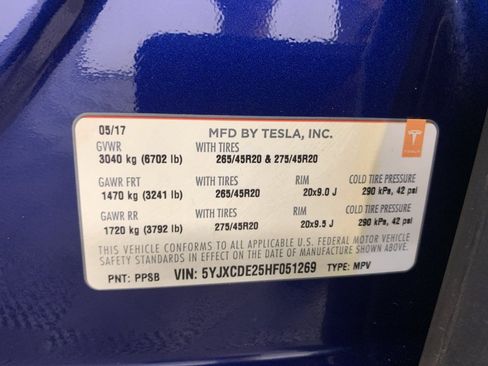 05/17 MFD BY TESLA, INC.
TESLA
GVWR WITH TIRES
3040 kg (6702 lb) 265/45R20 & 275/45R20
GAWR FRT WITH TIRES RIM COLD TIRE PRESSURE
1470 kg (3241 lb) 265/45R20 20x9.0 J 290 kPa, 42 psi
GAWR RR WITH TIRES RIM COLD TIRE PRESSURE
1720 kg (3792 lb) 275/45R20 20x9.5 J 290 kPa, 42 psi
THIS VEHICLE CONFORMS TO ALL APPLICABLE U.S. FEDERAL MOTOR VEHICLE
SAFETY STANDARDS IN EFFECT ON THE DATE OF MANUFACTURE SHOWN ABOVE.
PNT: PPSB VIN: 5YJXCDE25HF051269 TYPE: MPV